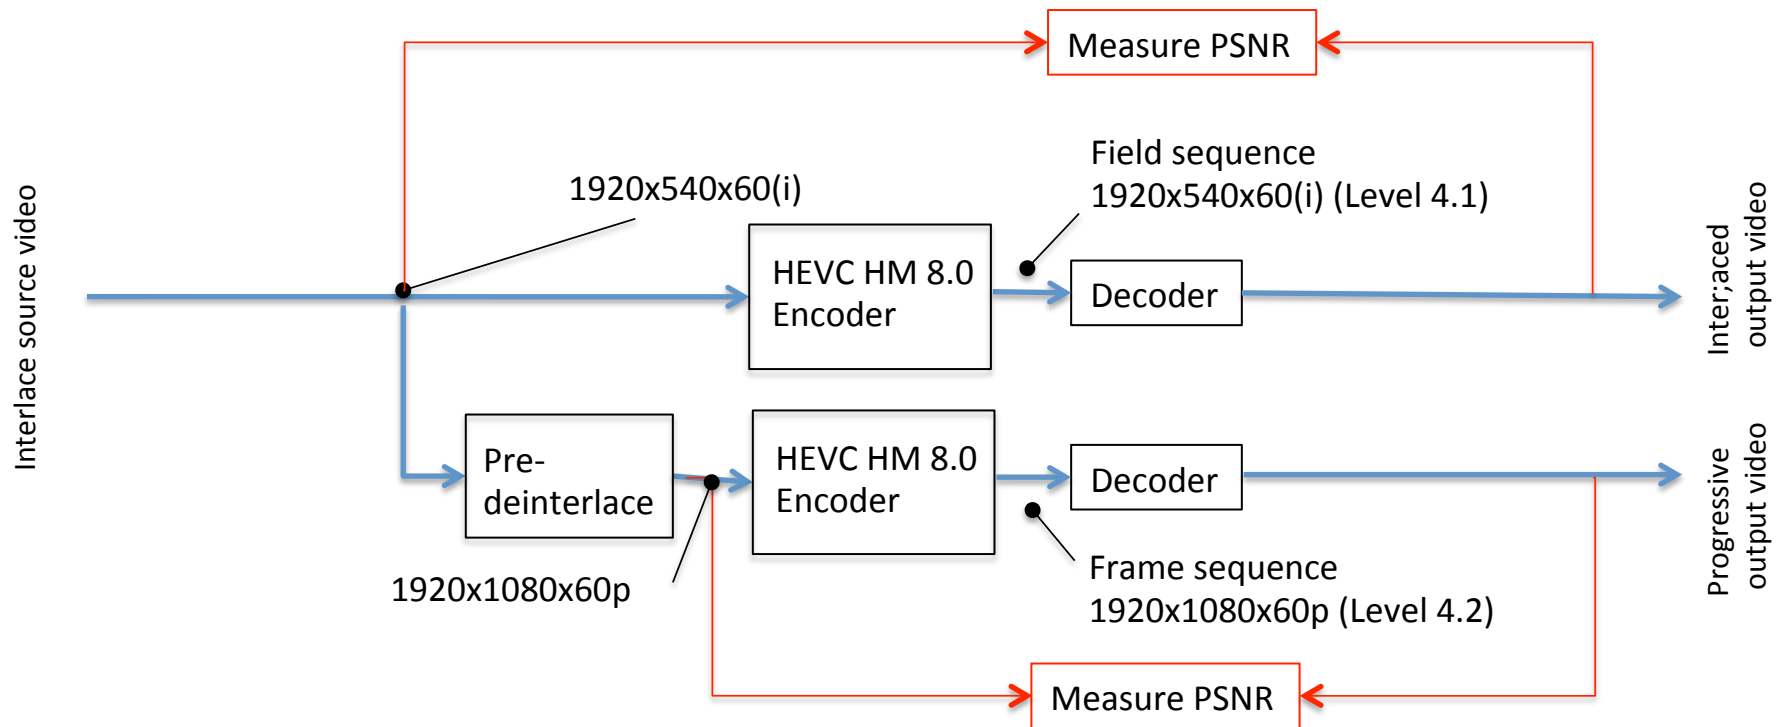 Measure PSNR
Field sequence
1920x540x60(i) (Level 4.1)
1920x540x60(i)
Interlace source video
HEVC HM 8.0
Encoder
Decoder
Inter;aced
output video
Pre-
deinterlace
HEVC HM 8.0
Encoder
Decoder
Progressive
output video
1920x1080x60p
Frame sequence
1920x1080x60p (Level 4.2)
Measure PSNR